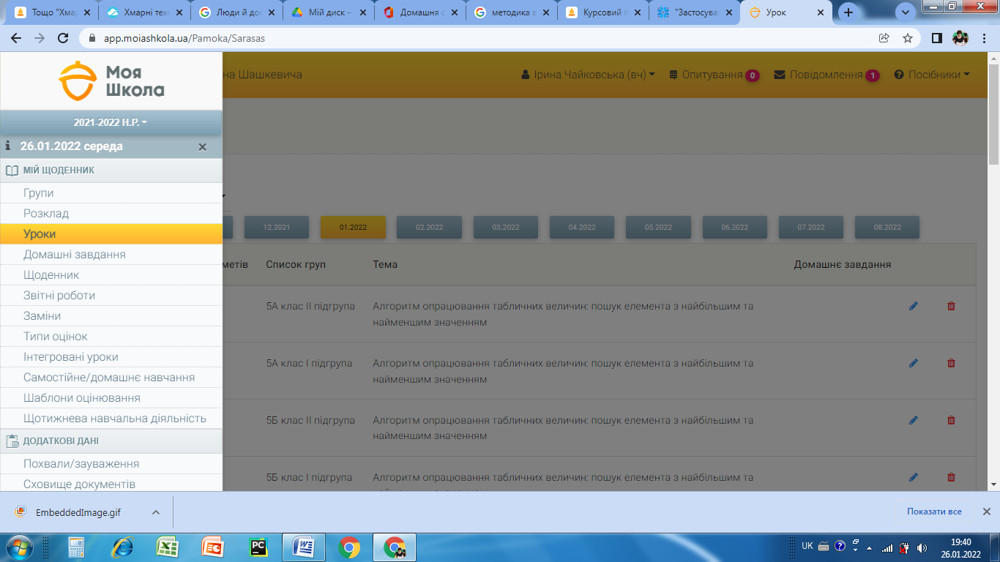 Тощо "Хмар
Хмарні техн
Люди й дос
Мій диск –
Домашня с
методика в
Курсовий п
"Застосува
Урок
app.moiashkola.ua/Pamoka/Sarasas
Моя
Школа
на Шашкевича
Ірина Чайковська (вч)
Опитування 0
Повідомлення 1
Посібники
2021-2022 Н.Р.
26.01.2022 середа
МІЙ ЩОДЕННИК
Групи
Розклад
Уроки
Домашні завдання
Щоденник
Звітні роботи
Заміни
Типи оцінок
Інтегровані уроки
Самостійне/домашнє навчання
Шаблони оцінювання
Щотижнева навчальна діяльність
ДОДАТКОВІ ДАНІ
Похвали/зауваження
Сховище документів
12.2021 01.2022 02.2022 03.2022 04.2022 05.2022 06.2022 07.2022 08.2022
метів Список груп Тема Домашнє завдання
5А клас ІІ підгрупа Алгоритм опрацювання табличних величин: пошук елемента з найбільшим та
найменшим значенням
5А клас І підгрупа Алгоритм опрацювання табличних величин: пошук елемента з найбільшим та
найменшим значенням
5Б клас ІІ підгрупа Алгоритм опрацювання табличних величин: пошук елемента з найбільшим та
найменшим значенням
5Б клас І підгрупа Алгоритм опрацювання табличних величин: пошук елемента з найбільшим та
найменшим значенням
EmbeddedImage.gif
Показати все
PC
UK
19:40
26.01.2022